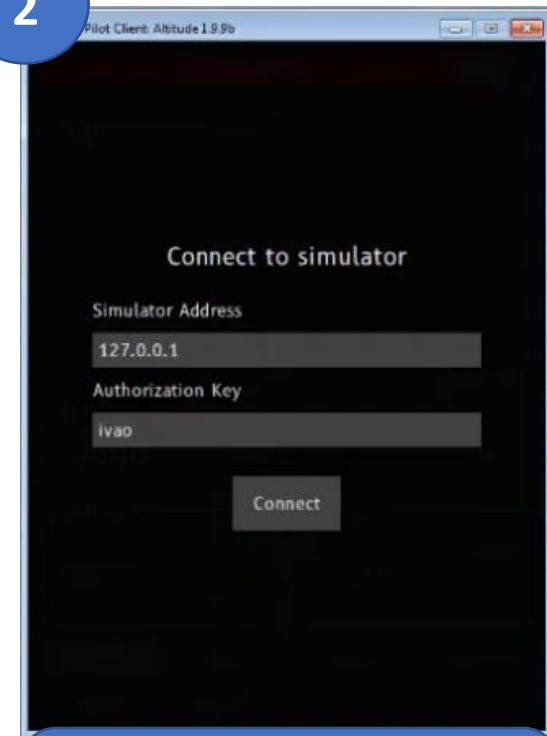 2
Pilot Client: Altitude 1.9.9b
Connect to simulator
Simulator Address
127.0.0.1
Authorization Key
ivao
Connect